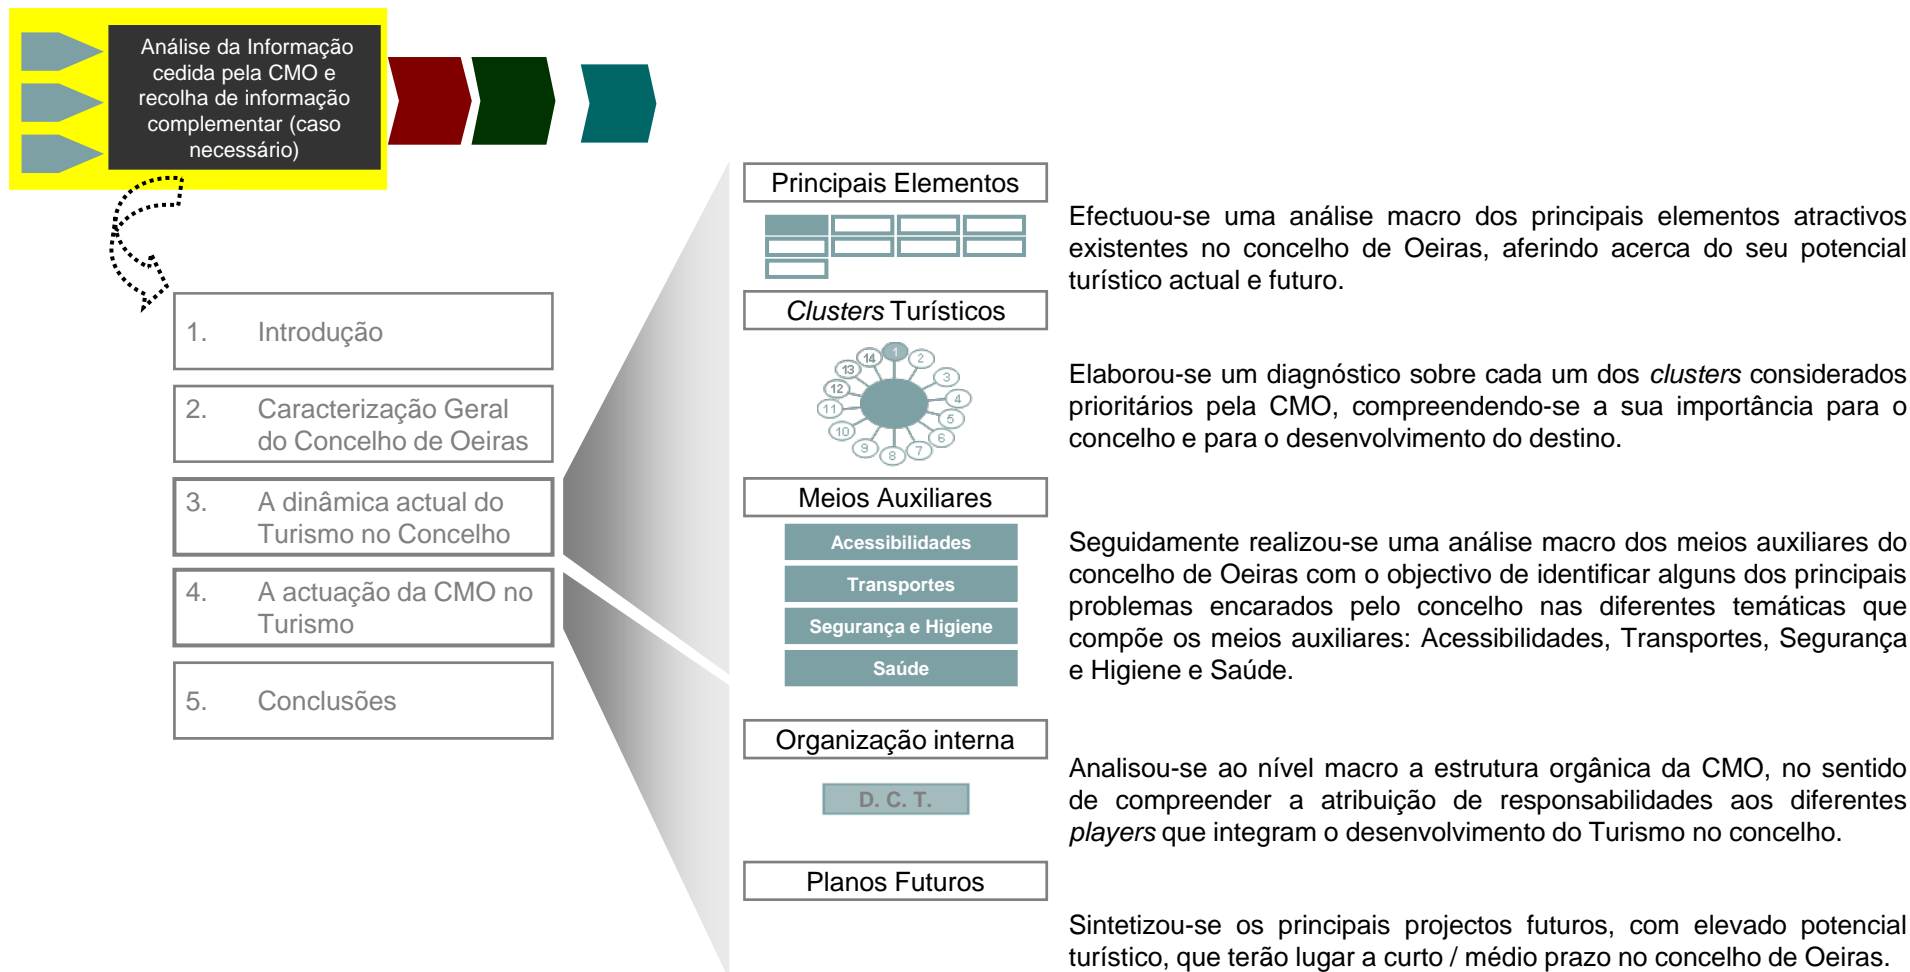 Análise da Informação
cedida pela CMO e
recolha de informação
complementar (caso
necessário)
1. Introdução
2. Caracterização Geral
do Concelho de Oeiras
3. A dinâmica actual do
Turismo no Concelho
4. A actuação da CMO no
Turismo
5. Conclusões
Principais Elementos
Efectuou-se uma análise macro dos principais elementos atractivos
existentes no concelho de Oeiras, aferindo acerca do seu potencial
turístico actual e futuro.
Clusters Turísticos
1
2
3
4
5
6
7
8
9
10
11
12
13
14
Elaborou-se um diagnóstico sobre cada um dos clusters considerados
prioritários pela CMO, compreendendo-se a sua importância para o
concelho e para o desenvolvimento do destino.
Meios Auxiliares
Acessibilidades
Transportes
Segurança e Higiene
Saúde
Seguidamente realizou-se uma análise macro dos meios auxiliares do
concelho de Oeiras com o objectivo de identificar alguns dos principais
problemas encarados pelo concelho nas diferentes temáticas que
compõe os meios auxiliares: Acessibilidades, Transportes, Segurança
e Higiene e Saúde.
Organização interna
D. C. T.
Analisou-se ao nível macro a estrutura orgânica da CMO, no sentido
de compreender a atribuição de responsabilidades aos diferentes
players que integram o desenvolvimento do Turismo no concelho.
Planos Futuros
Sintetizou-se os principais projectos futuros, com elevado potencial
turístico, que terão lugar a curto / médio prazo no concelho de Oeiras.